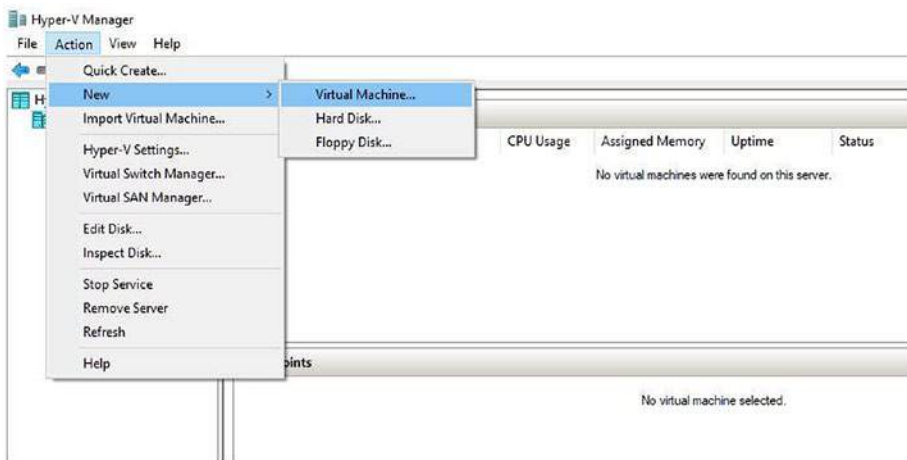 Hyper-V Manager
File Action View Help
Quick Create...
New > Virtual Machine...
H
Import Virtual Machine... Hard Disk...
Floppy Disk...
Hyper-V Settings...
CPU Usage Assigned Memory Uptime Status
Virtual Switch Manager...
No virtual machines were found on this server.
Virtual SAN Manager...
Edit Disk...
Inspect Disk...
Stop Service
Remove Server
Refresh
Help
oints
No virtual machine selected.